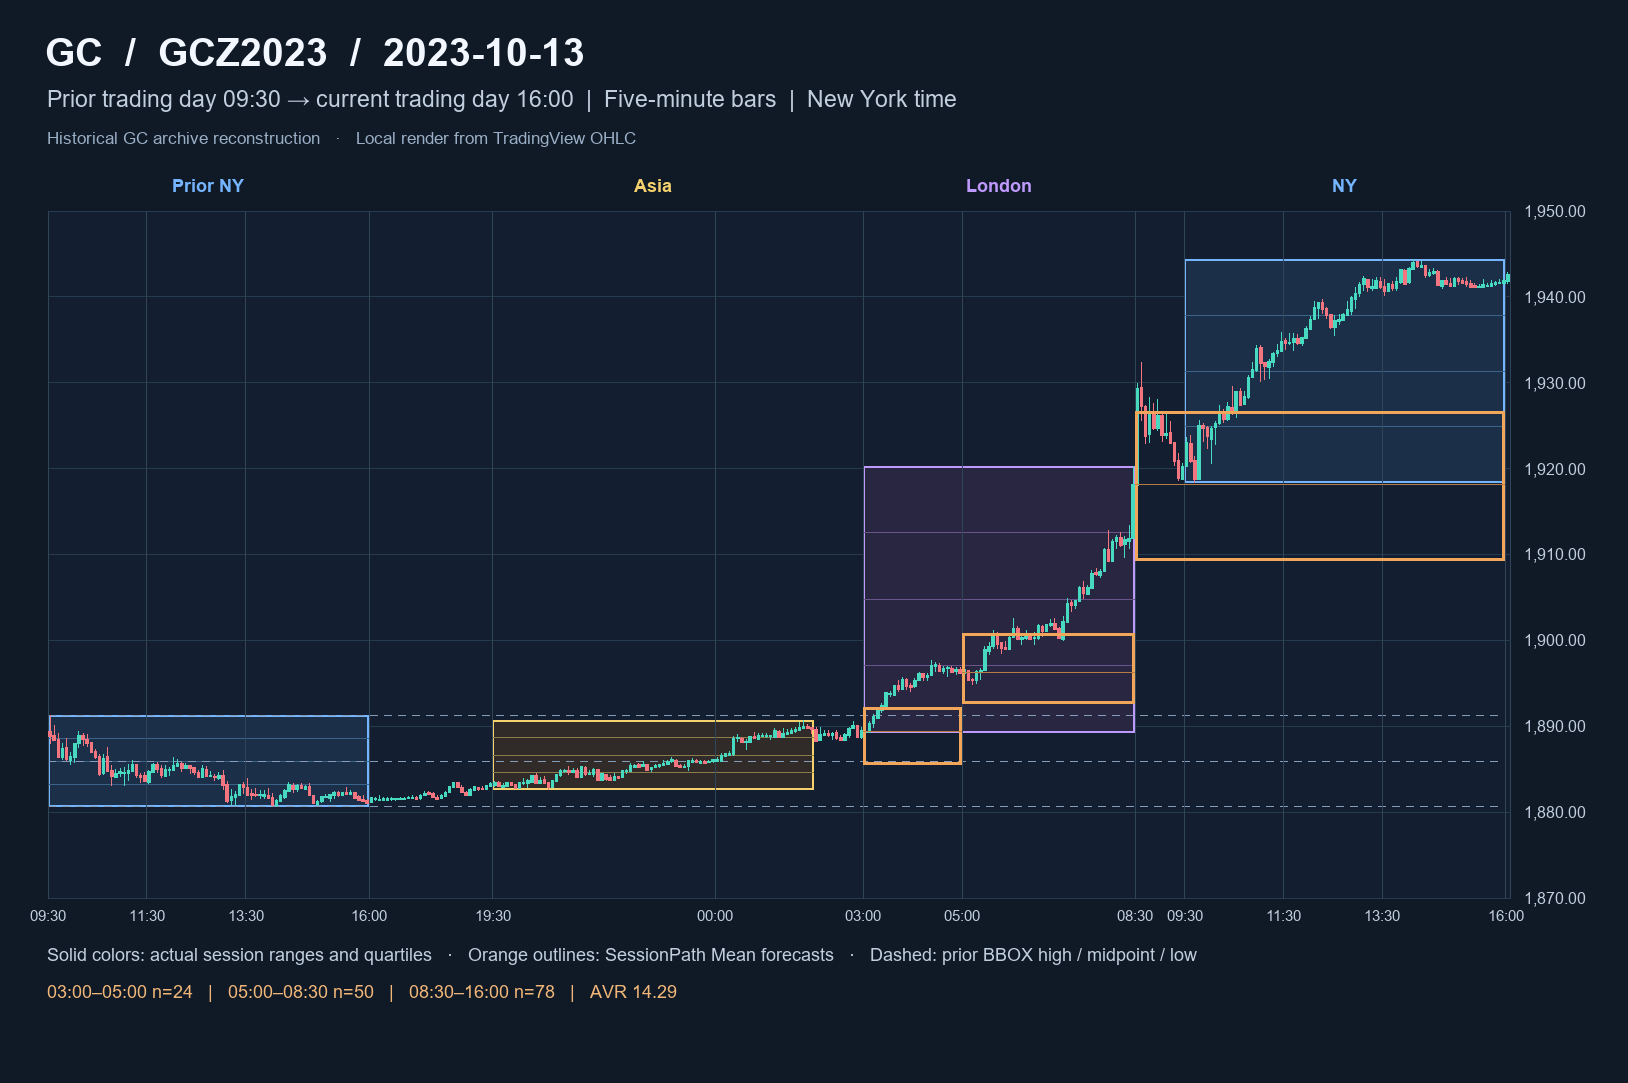 GC / GCZ2023 / 2023-10-13
Prior trading day 09:30 → current trading day 16:00 | Five-minute bars | New York time
Historical GC archive reconstruction · Local render from TradingView OHLC
Prior NY Asia London NY
1,950.00
1,940.00
1,930.00
1,920.00
1,910.00
1,900.00
1,890.00
1,880.00
1,870.00
09:30 11:30 13:30 16:00 19:30 00:00 03:00 05:00 08:30 09:30 11:30 13:30 16:00
Solid colors: actual session ranges and quartiles · Orange outlines: SessionPath Mean forecasts · Dashed: prior BBOX high / midpoint / low
03:00–05:00 n=24 | 05:00–08:30 n=50 | 08:30–16:00 n=78 | AVR 14.29